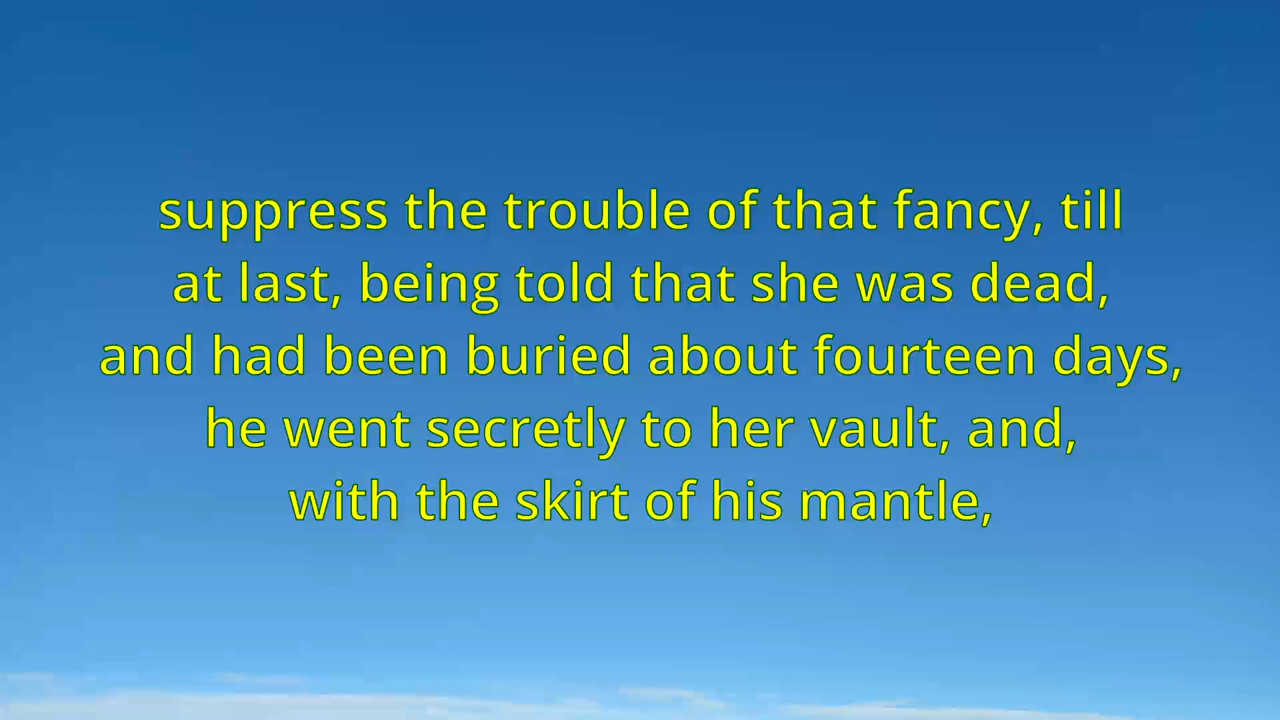 suppress the trouble of that fancy, till
at last, being told that she was dead,
and had been buried about fourteen days,
he went secretly to her vault, and,
with the skirt of his mantle,